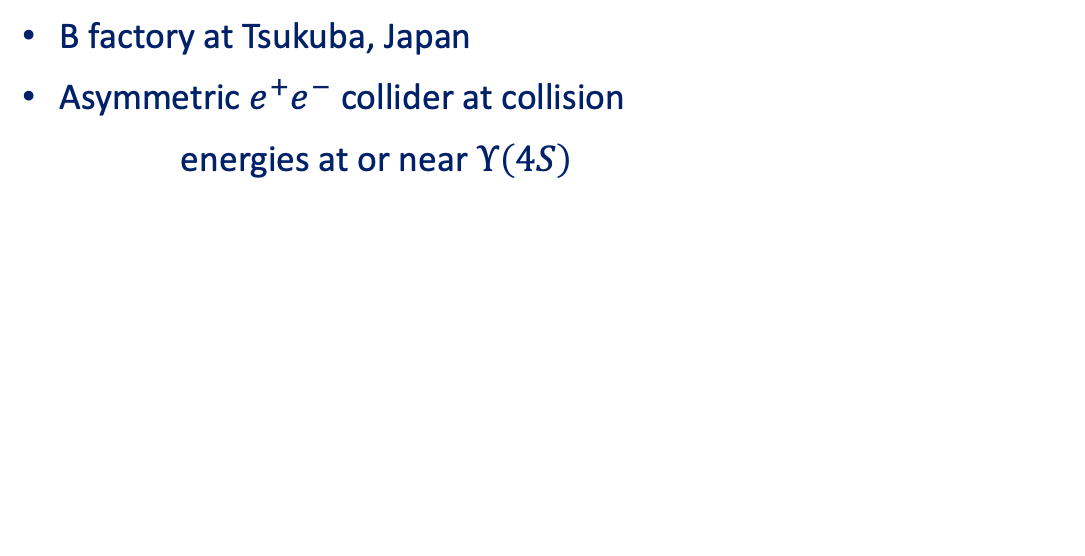 • B factory at Tsukuba, Japan
• Asymmetric e⁺e⁻ collider at collision
energies at or near ϒ(4S)